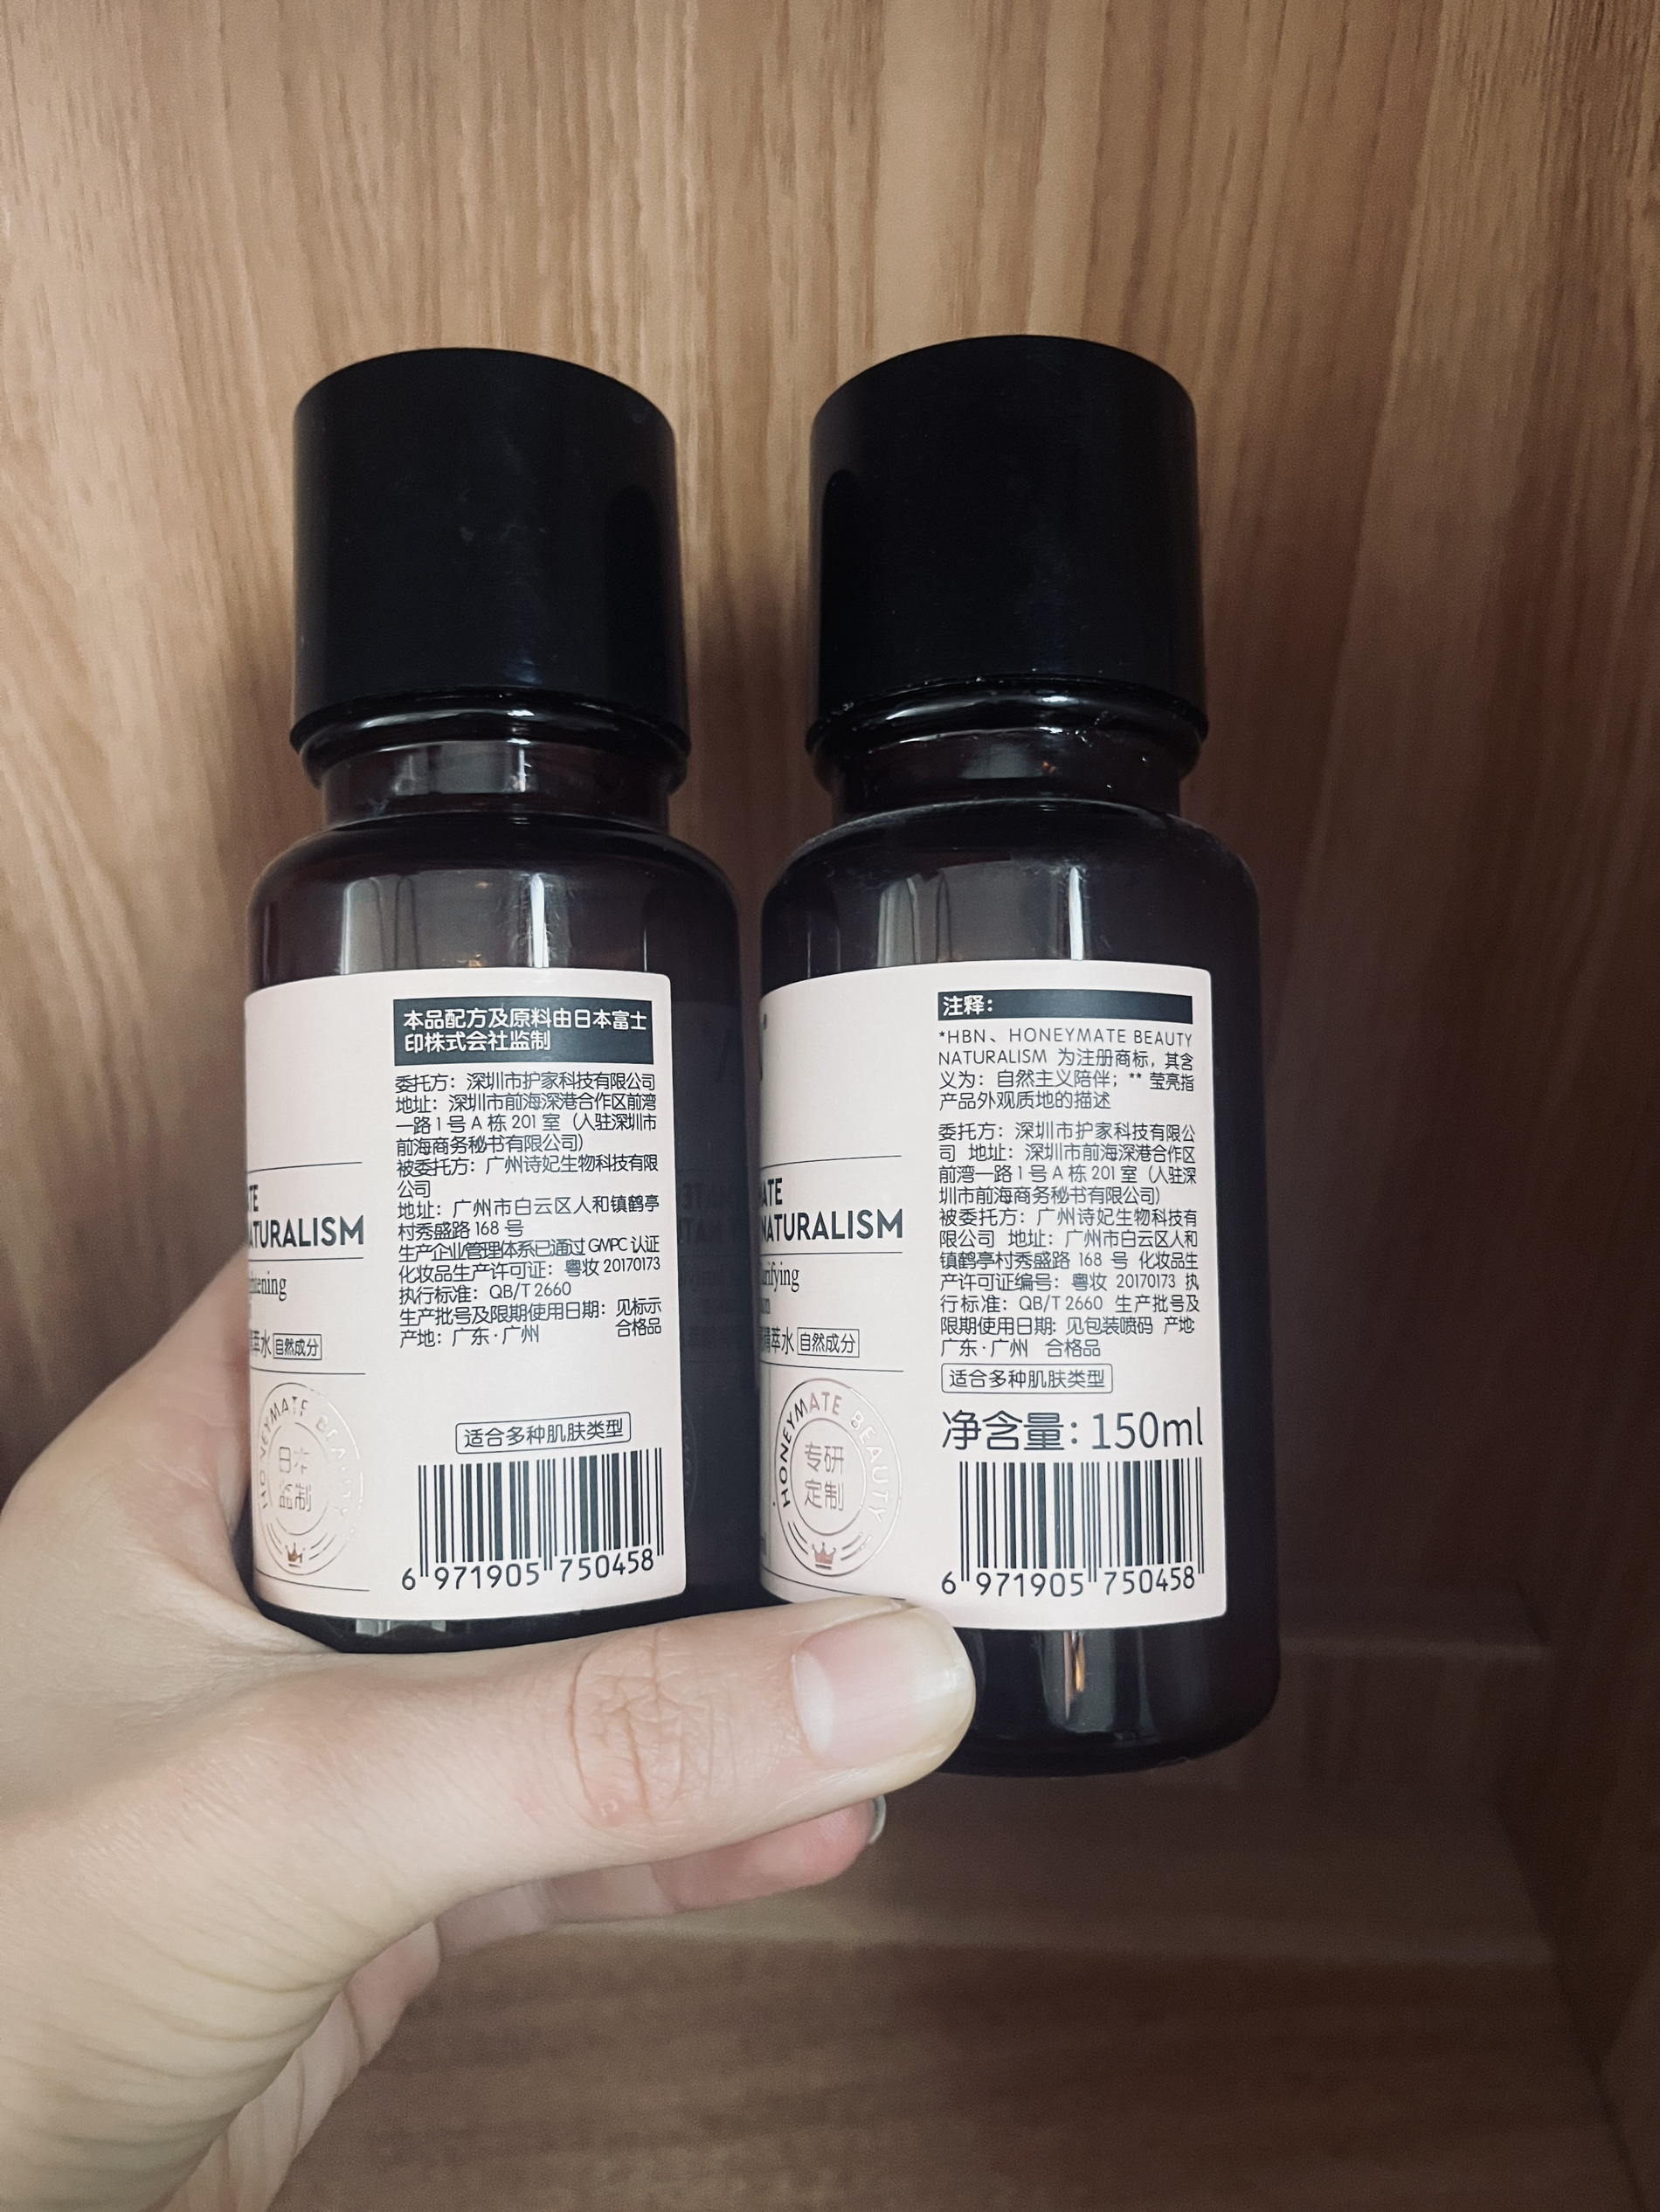 本品配方及原料由日本富士
印株式会社监制
委托方：深圳市护家科技有限公司
地址：深圳市前海深港合作区前湾
一路1号A栋201室（入驻深圳市
前海商务秘书有限公司）
被委托方：广州诗妃生物科技有限
公司
地址：广州市白云区人和镇鹤亭
村秀盛路168号
生产企业管理体系已通过GMPC认证
化妆品生产许可证：粤妆20170173
执行标准：QB/T 2660
生产批号及限期使用日期：见标示
产地：广东·广州 合格品
适合多种肌肤类型
6 971905 750458
ATE
NATURALISM
萃水 自然成分
HONEYMATE BEAUTY
日本
监制
注释：
*HBN、HONEYMATE BEAUTY
NATURALISM 为注册商标，其含
义为：自然主义陪伴；** 莹亮指
产品外观质地的描述
委托方：深圳市护家科技有限公
司 地址：深圳市前海深港合作区
前湾一路1号A栋201室（入驻深
圳市前海商务秘书有限公司）
被委托方：广州诗妃生物科技有
限公司 地址：广州市白云区人和
镇鹤亭村秀盛路 168 号 化妆品生
产许可证编号：粤妆 20170173 执
行标准：QB/T 2660 生产批号及
限期使用日期：见包装喷码 产地:
广东·广州 合格品
适合多种肌肤类型
净含量：150ml
6 971905 750458
MATE
NATURALISM
精萃水 自然成分
HONEYMATE BEAUTY
专研
定制